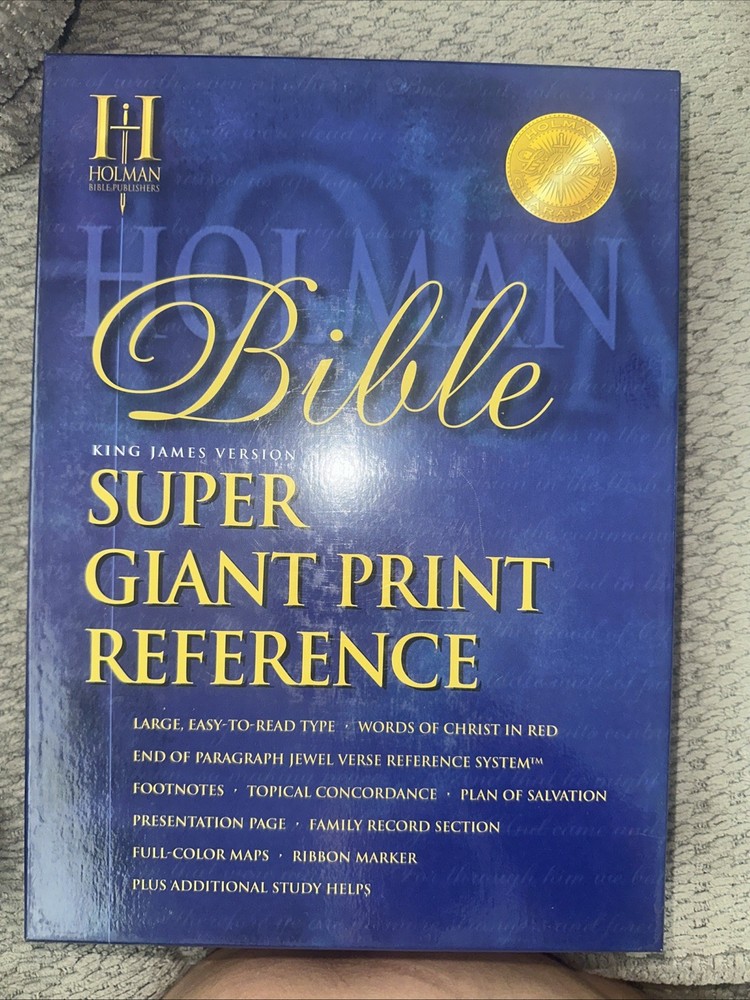 H
HOLMAN
BIBLE PUBLISHERS
HOLMAN
GUARANTEE
HOLMAN
Bible
KING JAMES VERSION
SUPER
GIANT PRINT
REFERENCE
LARGE, EASY-TO-READ TYPE · WORDS OF CHRIST IN RED
END OF PARAGRAPH JEWEL VERSE REFERENCE SYSTEM™
FOOTNOTES · TOPICAL CONCORDANCE · PLAN OF SALVATION
PRESENTATION PAGE · FAMILY RECORD SECTION
FULL-COLOR MAPS · RIBBON MARKER
PLUS ADDITIONAL STUDY HELPS